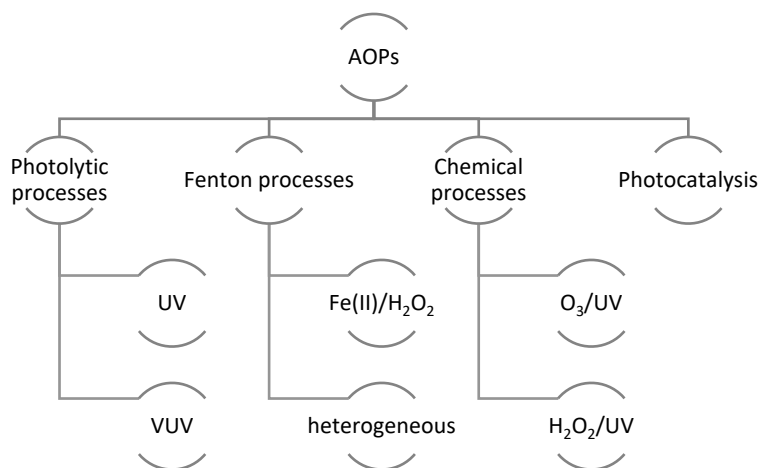 AOPs
Photolytic
processes
Fenton processes
Chemical
processes
Photocatalysis
UV
Fe(II)/H₂O₂
O₃/UV
VUV
heterogeneous
H₂O₂/UV